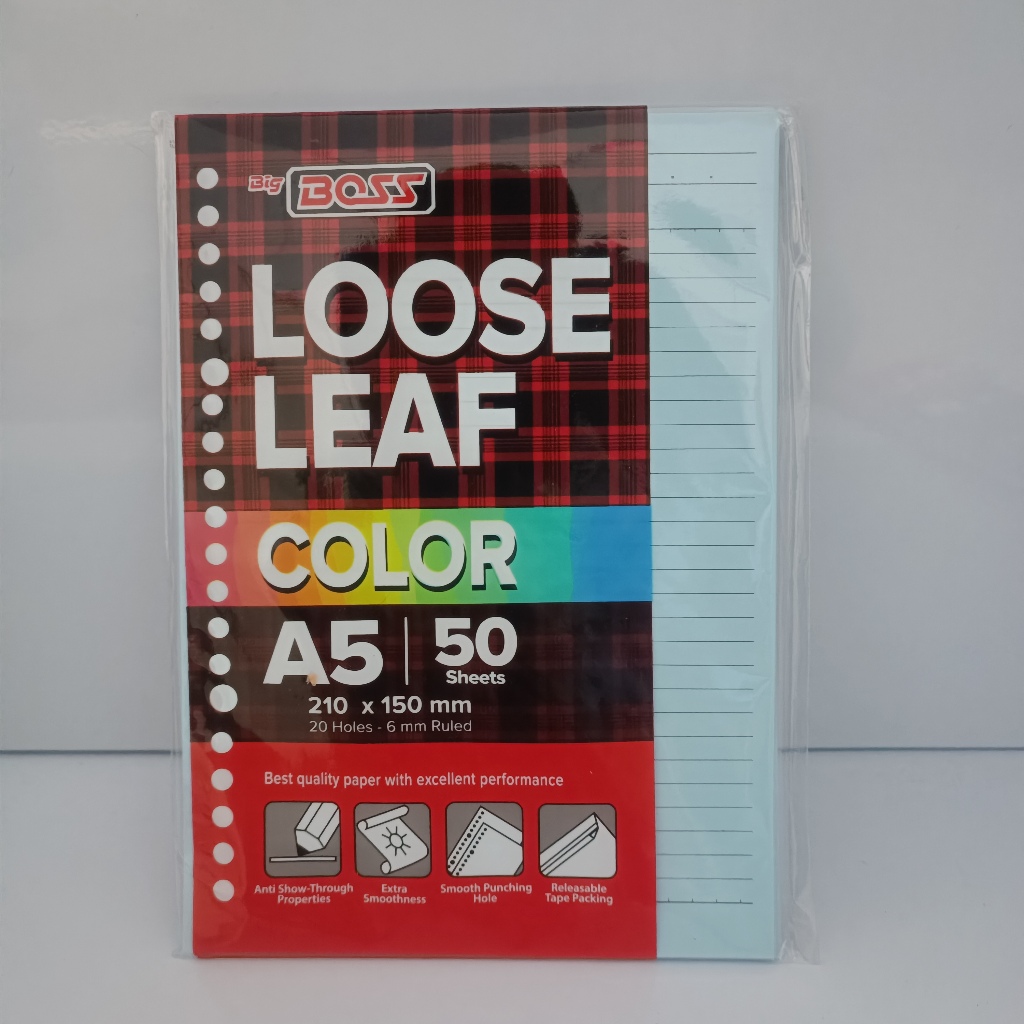 Big BOSS
LOOSE
LEAF
COLOR
A5 | 50
Sheets
210 x 150 mm
20 Holes - 6 mm Ruled
Best quality paper with excellent performance
Anti Show-Through
Properties
Extra
Smoothness
Smooth Punching
Hole
Releasable
Tape Packing